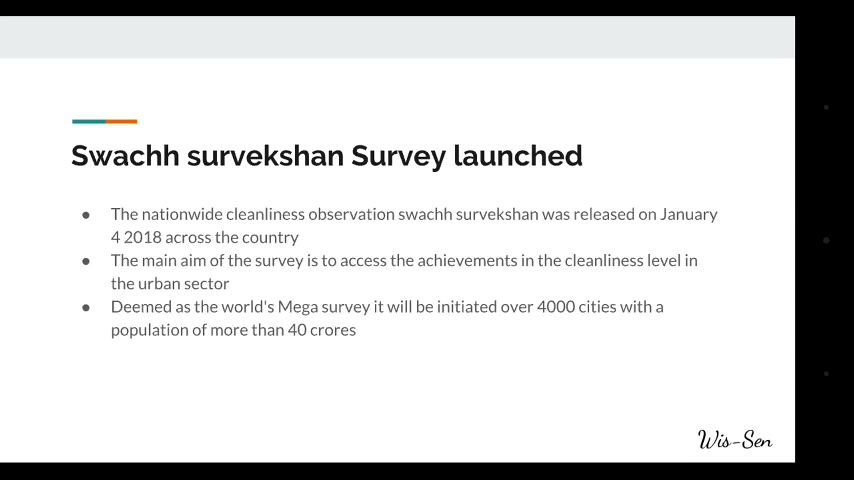 Swachh survekshan Survey launched
● The nationwide cleanliness observation swachh survekshan was released on January
4 2018 across the country
● The main aim of the survey is to access the achievements in the cleanliness level in
the urban sector
● Deemed as the world's Mega survey it will be initiated over 4000 cities with a
population of more than 40 crores
Wis-Sen